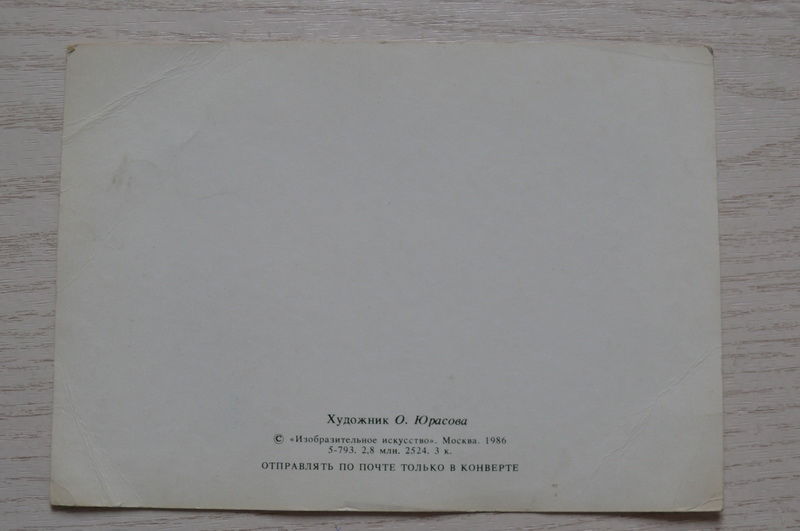 Художник О. Юрасова
© «Изобразительное искусство». Москва. 1986
5-793. 2,8 млн. 2524. 3 к.
ОТПРАВЛЯТЬ ПО ПОЧТЕ ТОЛЬКО В КОНВЕРТЕ